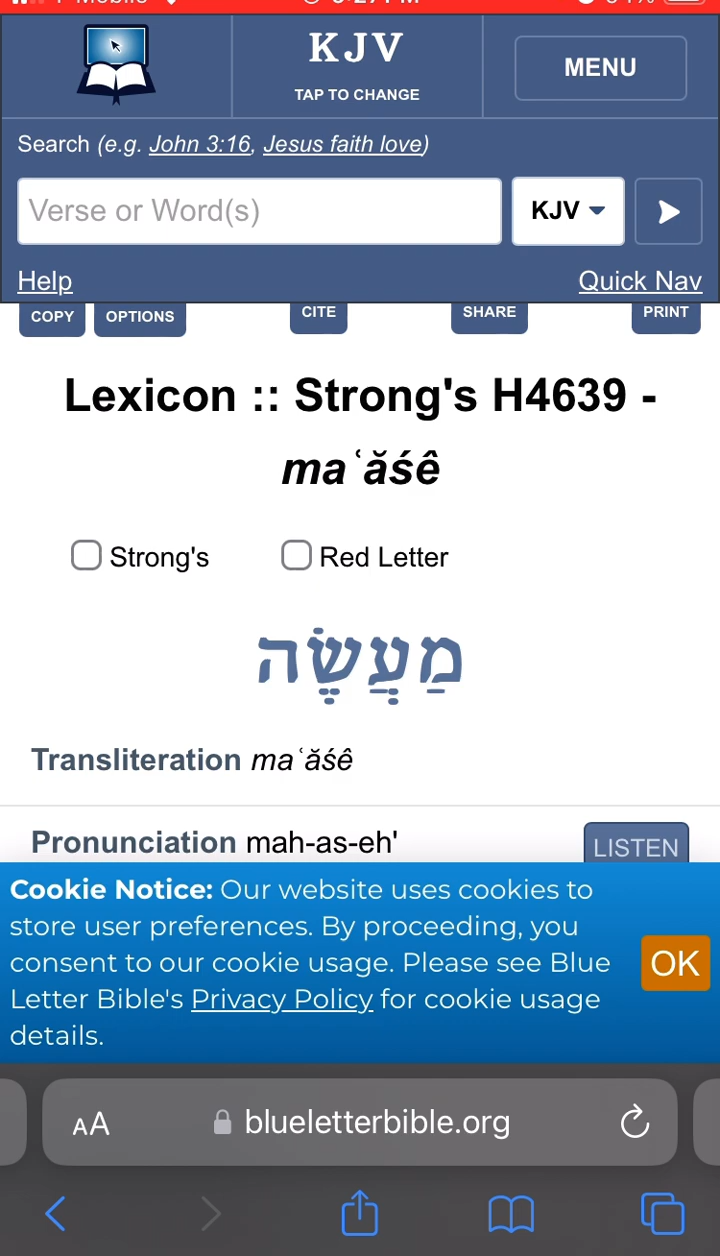 KJV
TAP TO CHANGE
MENU
Search (e.g. John 3:16, Jesus faith love)
Verse or Word(s)
KJV
Help
Quick Nav
COPY
OPTIONS
CITE
SHARE
PRINT
Lexicon :: Strong's H4639 -
maʿăśê
Strong's
Red Letter
מַעֲשֶׂה
Transliteration maʿăśê
Pronunciation mah-as-eh'
LISTEN
Cookie Notice: Our website uses cookies to
store user preferences. By proceeding, you
consent to our cookie usage. Please see Blue
Letter Bible's Privacy Policy for cookie usage
details.
OK
AA
blueletterbible.org